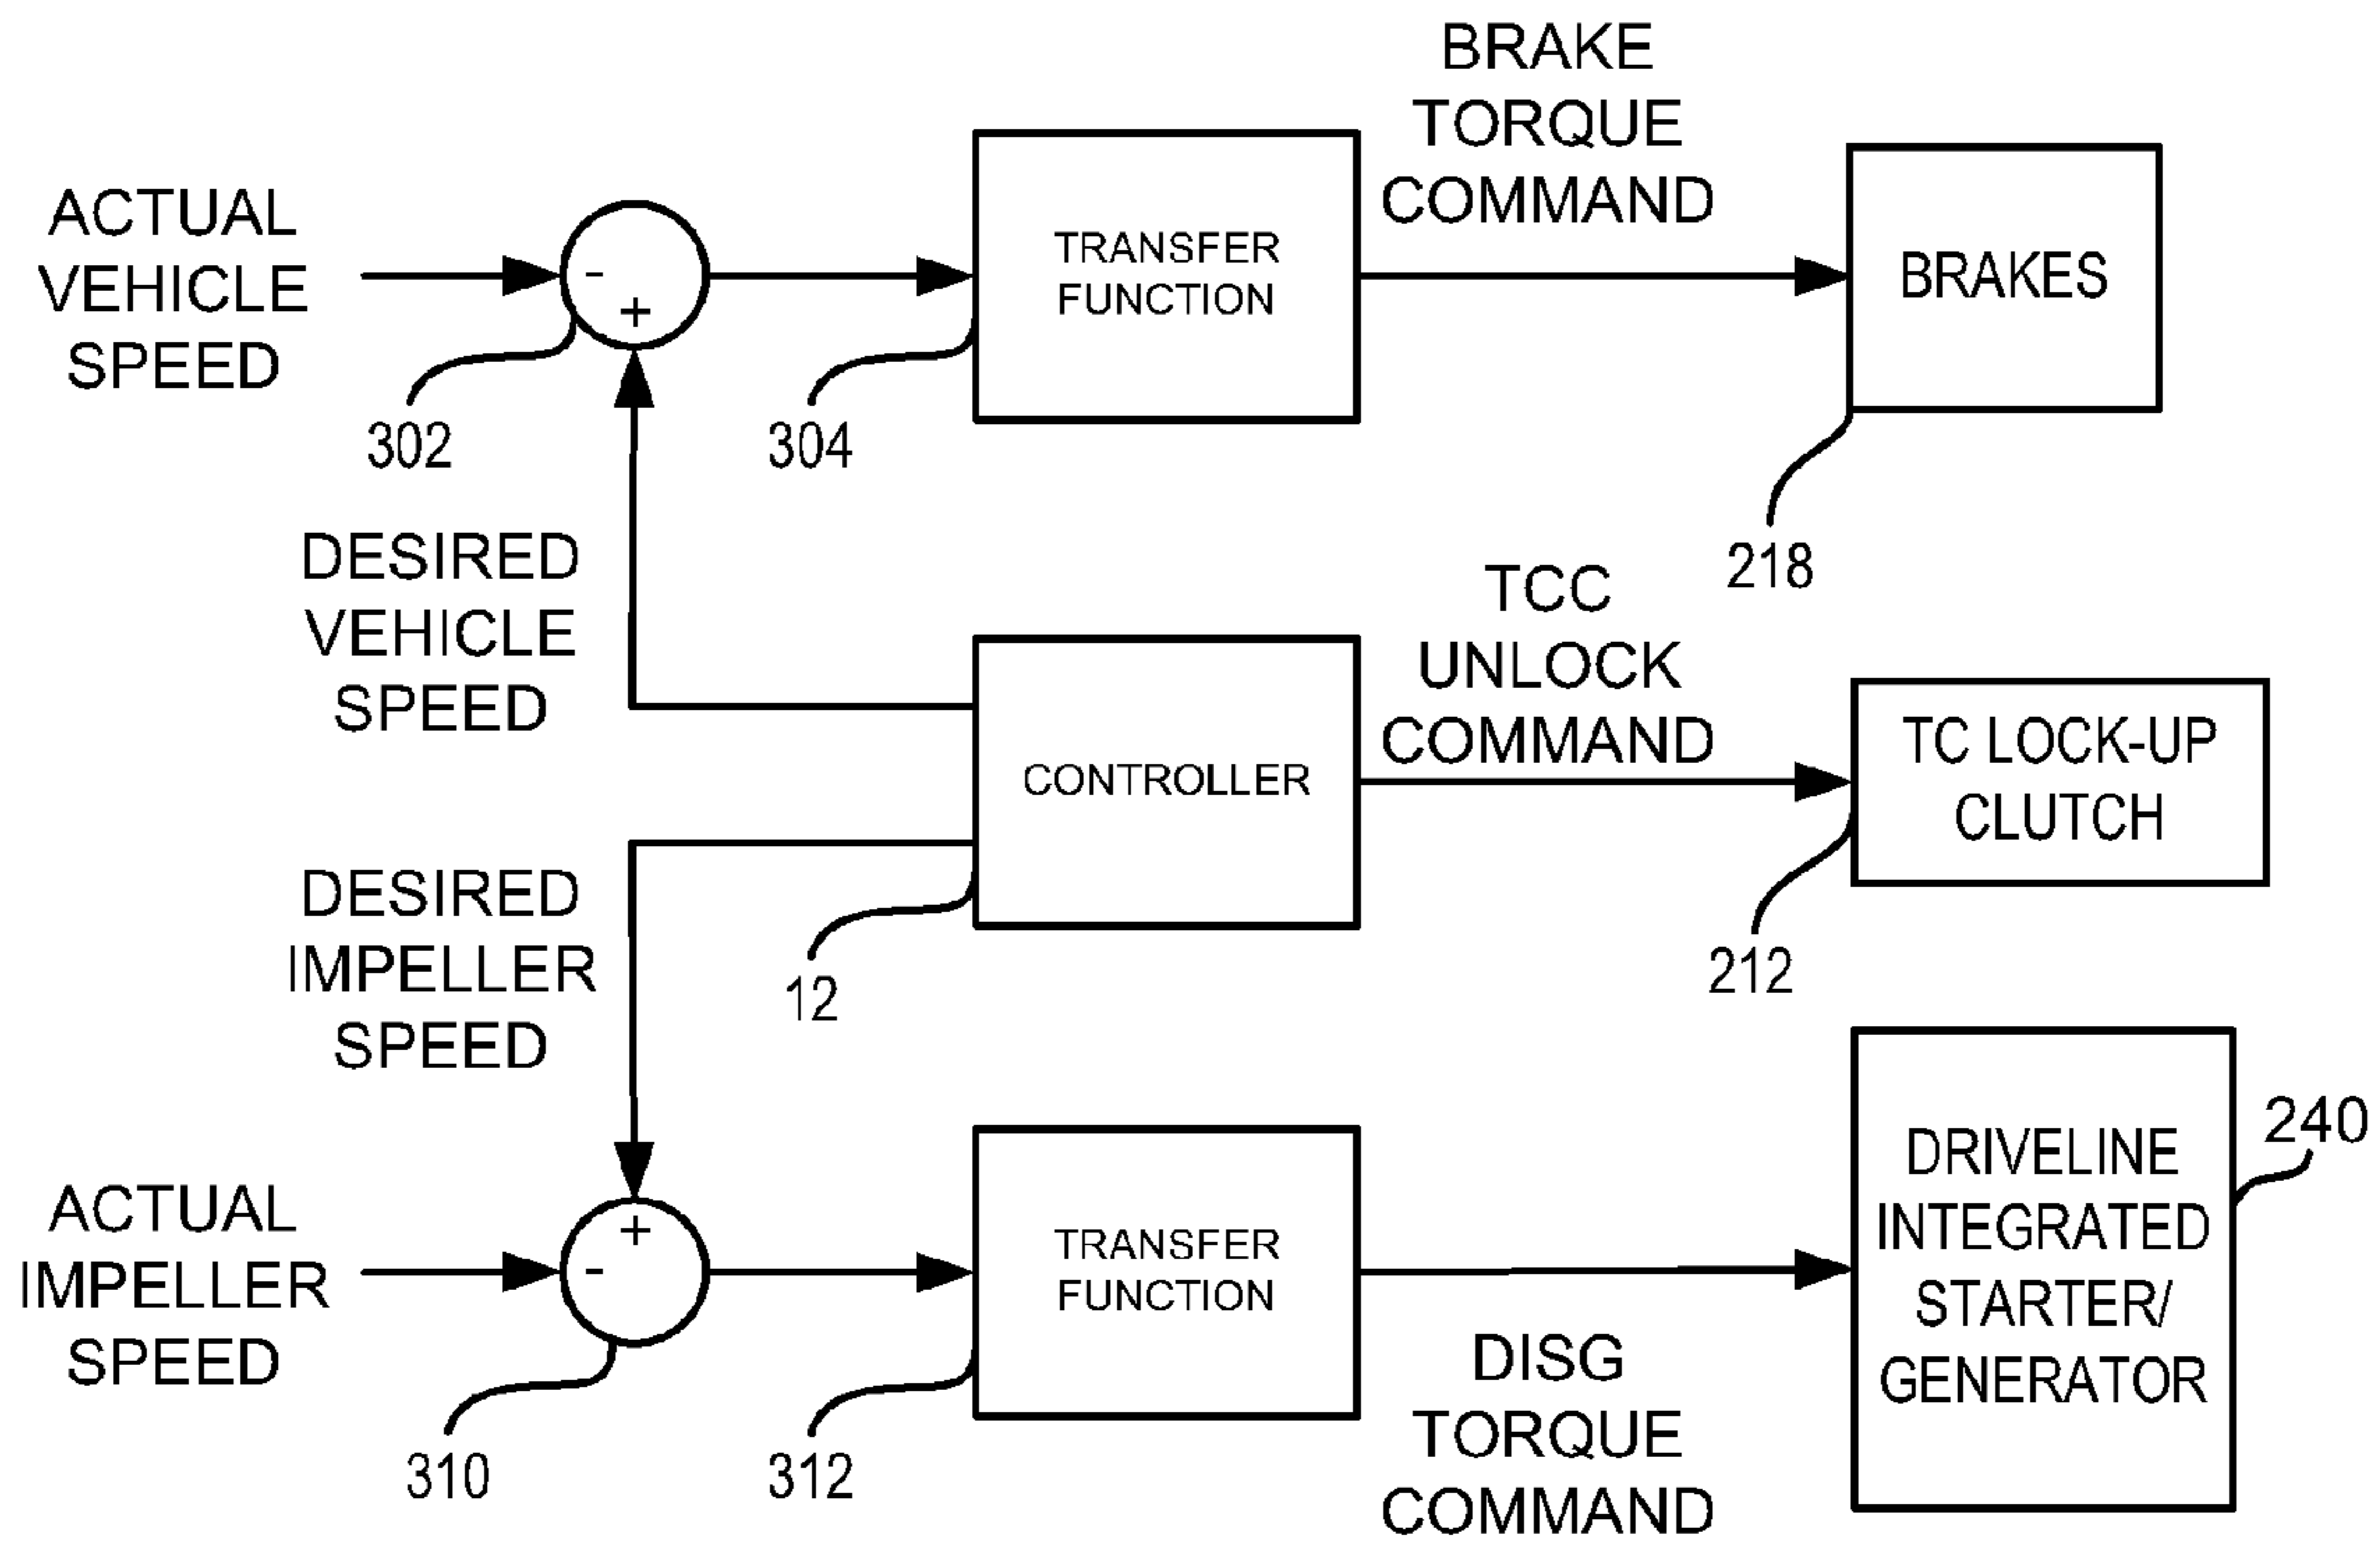 BRAKE
TORQUE
COMMAND
ACTUAL
VEHICLE
SPEED
-
+
TRANSFER
FUNCTION
BRAKES
302
304
218
DESIRED
VEHICLE
SPEED
TCC
UNLOCK
COMMAND
CONTROLLER
TC LOCK-UP
CLUTCH
DESIRED
IMPELLER
SPEED
12
212
ACTUAL
IMPELLER
SPEED
+
-
TRANSFER
FUNCTION
DRIVELINE
INTEGRATED
STARTER/
GENERATOR
240
DISG
TORQUE
COMMAND
310
312